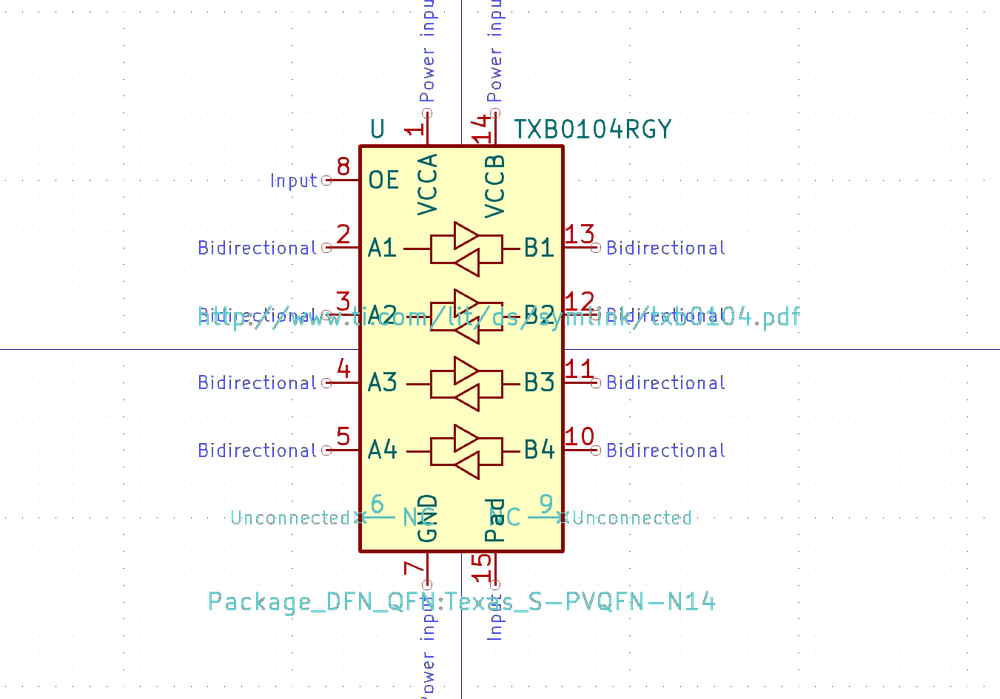 Power input Power input
U 1 14 TXB0104RGY
VCCA VCCB
Input 8 OE
Bidirectional 2 A1 B1 13 Bidirectional
Bidirectional 3 A2 B2 12 Bidirectional
http://www.ti.com/lit/ds/symlink/txb0104.pdf
Bidirectional 4 A3 B3 11 Bidirectional
Bidirectional 5 A4 B4 10 Bidirectional
Unconnected 6 NC NC 9 Unconnected
GND Pad
7 15
Package_DFN_QFN:Texas_S-PVQFN-N14
Power input Input